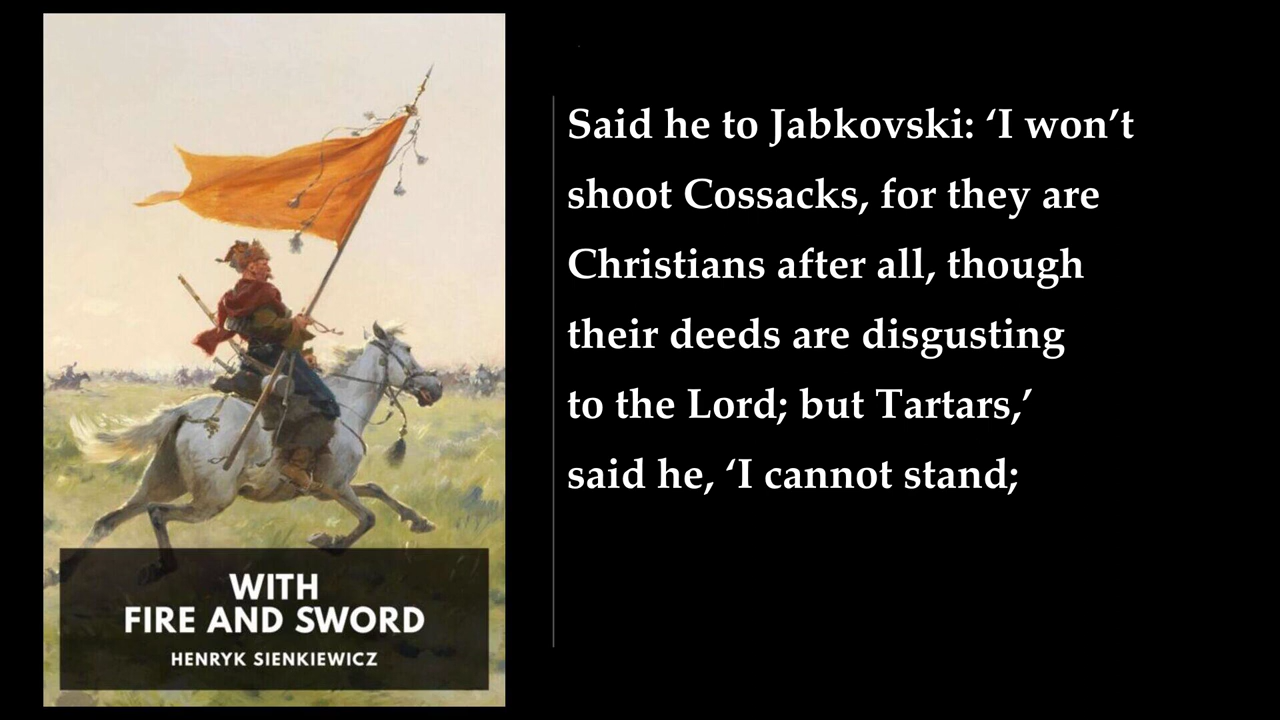 WITH
FIRE AND SWORD
HENRYK SIENKIEWICZ
Said he to Jabkovski: ‘I won’t
shoot Cossacks, for they are
Christians after all, though
their deeds are disgusting
to the Lord; but Tartars,’
said he, ‘I cannot stand;